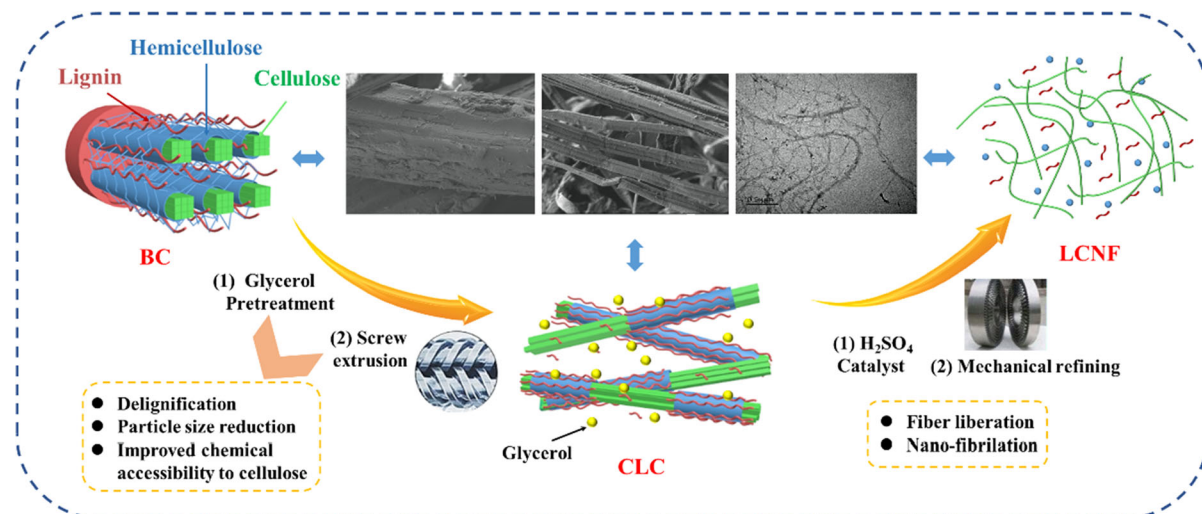 Hemicellulose
Lignin
Cellulose
BC
LCNF
(1) Glycerol
Pretreatment
(2) Screw
extrusion
(1) H₂SO₄
Catalyst
(2) Mechanical refining
● Delignification
● Particle size reduction
● Improved chemical
accessibility to cellulose
Glycerol
CLC
● Fiber liberation
● Nano-fibrilation